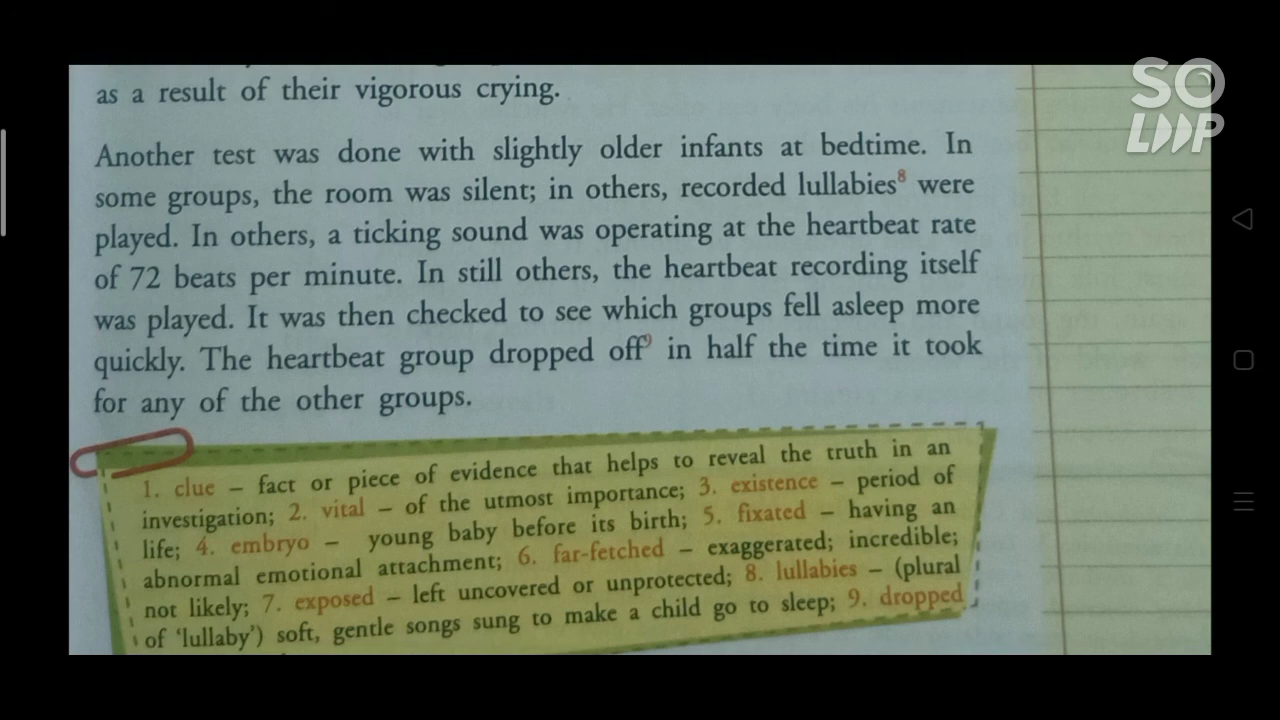 SO
LOOP
as a result of their vigorous crying.
Another test was done with slightly older infants at bedtime. In
some groups, the room was silent; in others, recorded lullabies8 were
played. In others, a ticking sound was operating at the heartbeat rate
of 72 beats per minute. In still others, the heartbeat recording itself
was played. It was then checked to see which groups fell asleep more
quickly. The heartbeat group dropped off9 in half the time it took
for any of the other groups.
1. clue – fact or piece of evidence that helps to reveal the truth in an
investigation; 2. vital – of the utmost importance; 3. existence – period of
life; 4. embryo – young baby before its birth; 5. fixated – having an
abnormal emotional attachment; 6. far-fetched – exaggerated; incredible;
not likely; 7. exposed – left uncovered or unprotected; 8. lullabies – (plural
of 'lullaby') soft, gentle songs sung to make a child go to sleep; 9. dropped